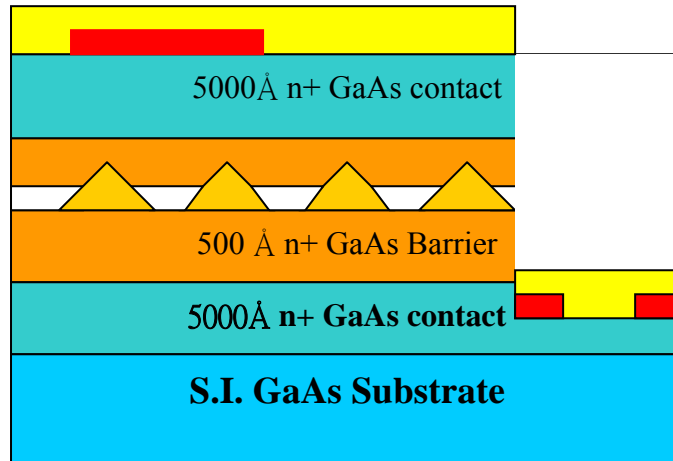 5000Å n+ GaAs contact
500 Å n+ GaAs Barrier
5000Å n+ GaAs contact
S.I. GaAs Substrate